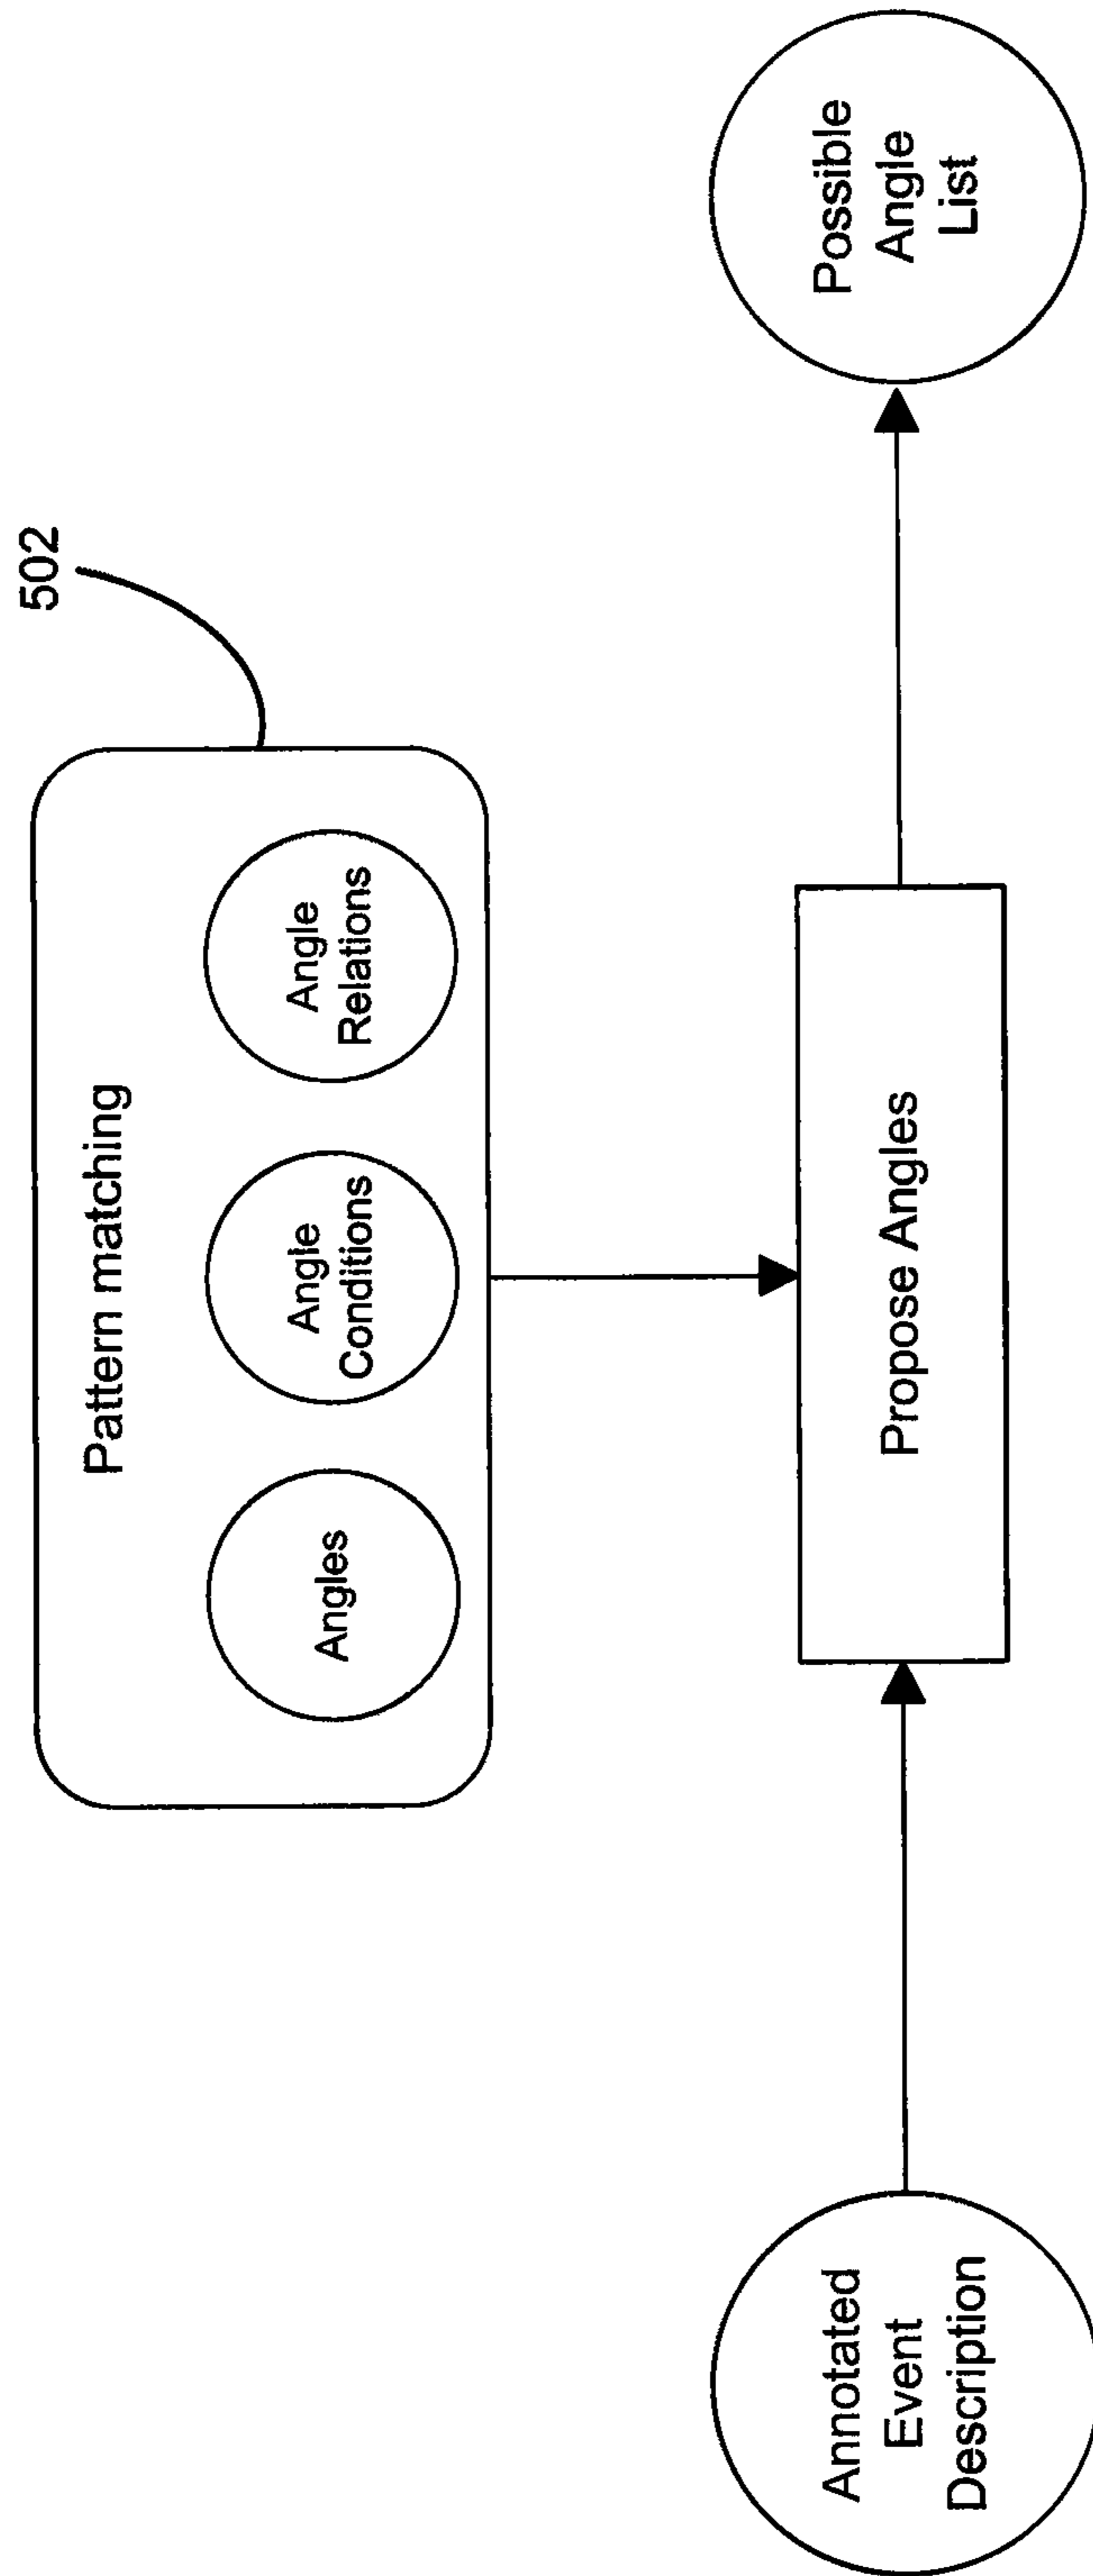 502
Pattern matching
Angles
Angle
Conditions
Angle
Relations
Annotated
Event
Description
Propose Angles
Possible
Angle
List